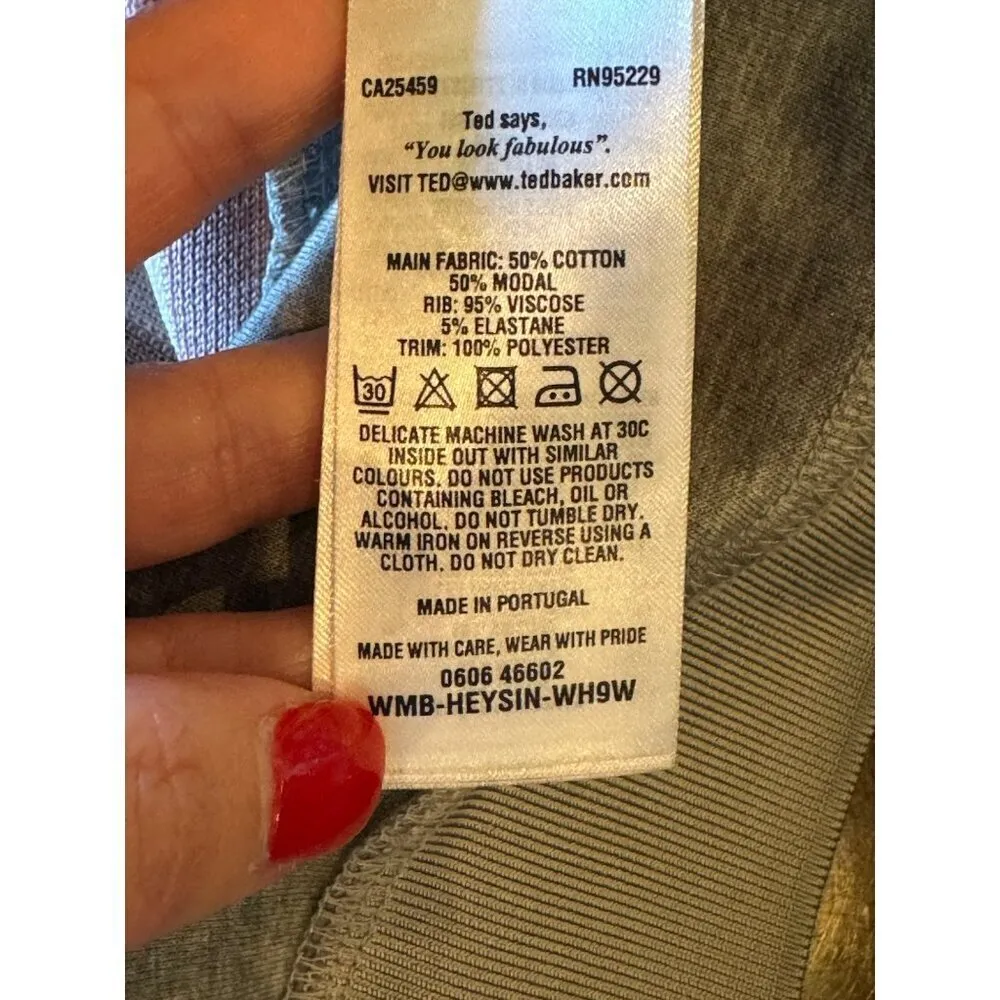 CA25459 RN95229
Ted says,
“You look fabulous”.
VISIT TED@www.tedbaker.com
MAIN FABRIC: 50% COTTON
50% MODAL
RIB: 95% VISCOSE
5% ELASTANE
TRIM: 100% POLYESTER
30
DELICATE MACHINE WASH AT 30C
INSIDE OUT WITH SIMILAR
COLOURS. DO NOT USE PRODUCTS
CONTAINING BLEACH, OIL OR
ALCOHOL. DO NOT TUMBLE DRY.
WARM IRON ON REVERSE USING A
CLOTH. DO NOT DRY CLEAN.
MADE IN PORTUGAL
MADE WITH CARE, WEAR WITH PRIDE
0606 46602
WMB-HEYSIN-WH9W